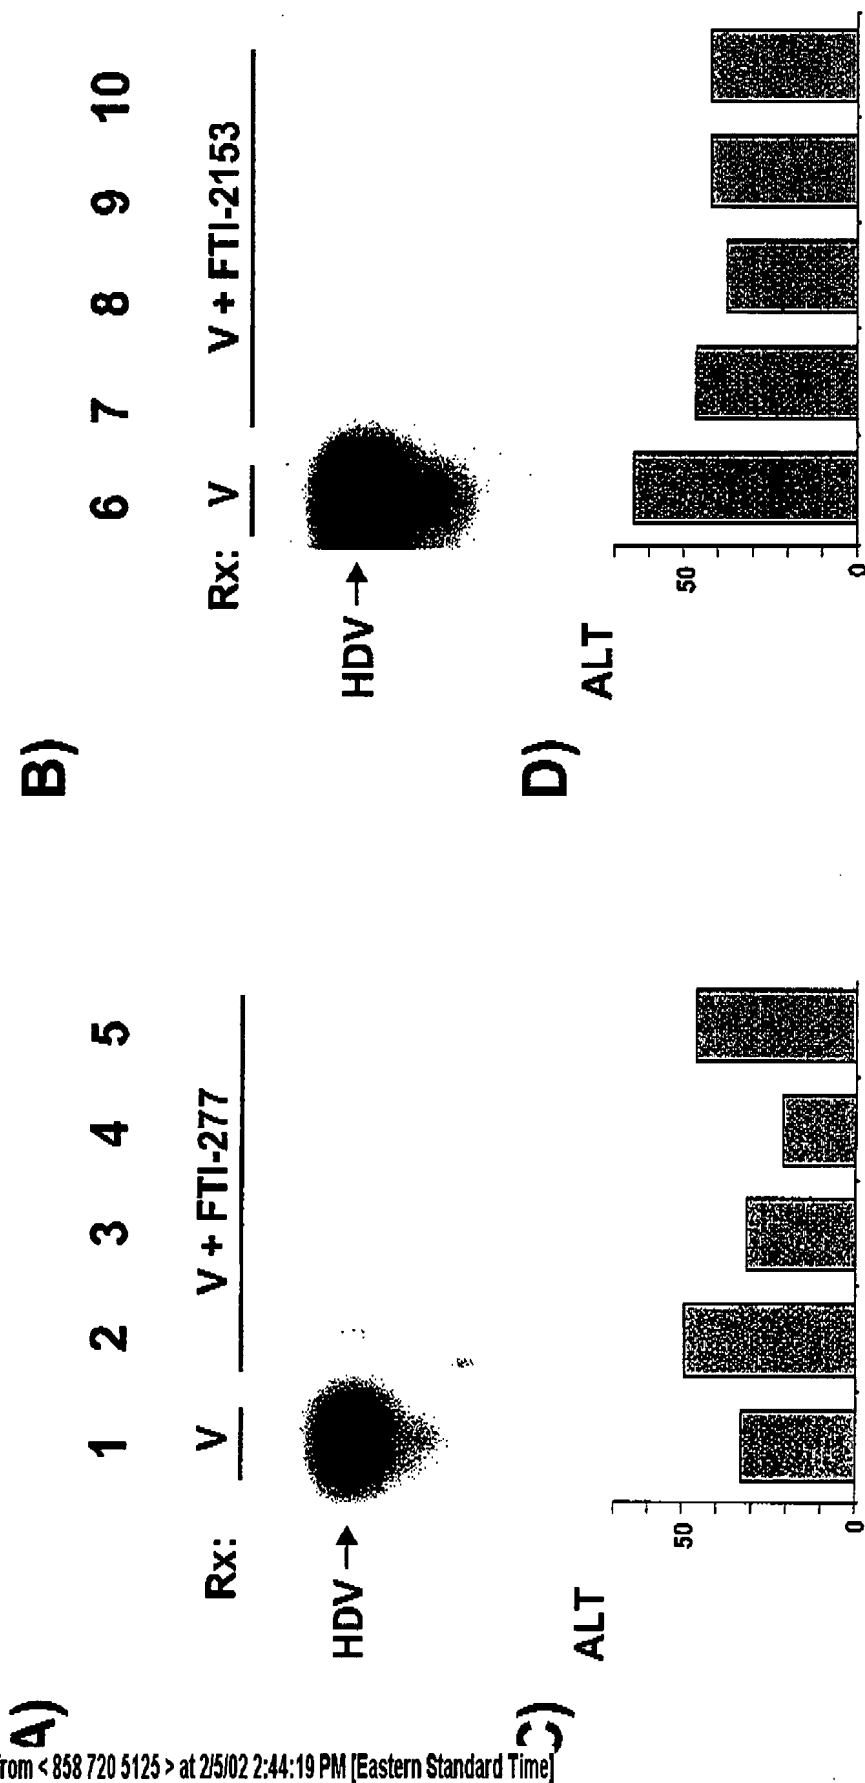 A)
1 2 3 4 5
Rx: V V + FTI-277
HDV →
C)
ALT
50
0
B)
6 7 8 9 10
Rx: V V + FTI-2153
HDV →
D)
ALT
50
0
from < 858 720 5125 > at 2/5/02 2:44:19 PM [Eastern Standard Time]